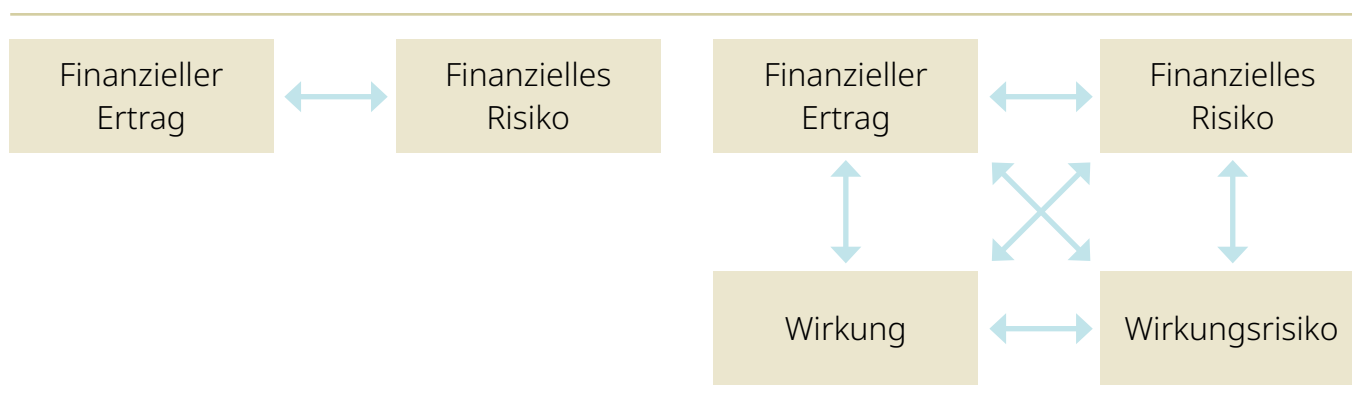 Finanzieller
Ertrag
Finanzielles
Risiko
Finanzieller
Ertrag
Finanzielles
Risiko
Wirkung
Wirkungsrisiko